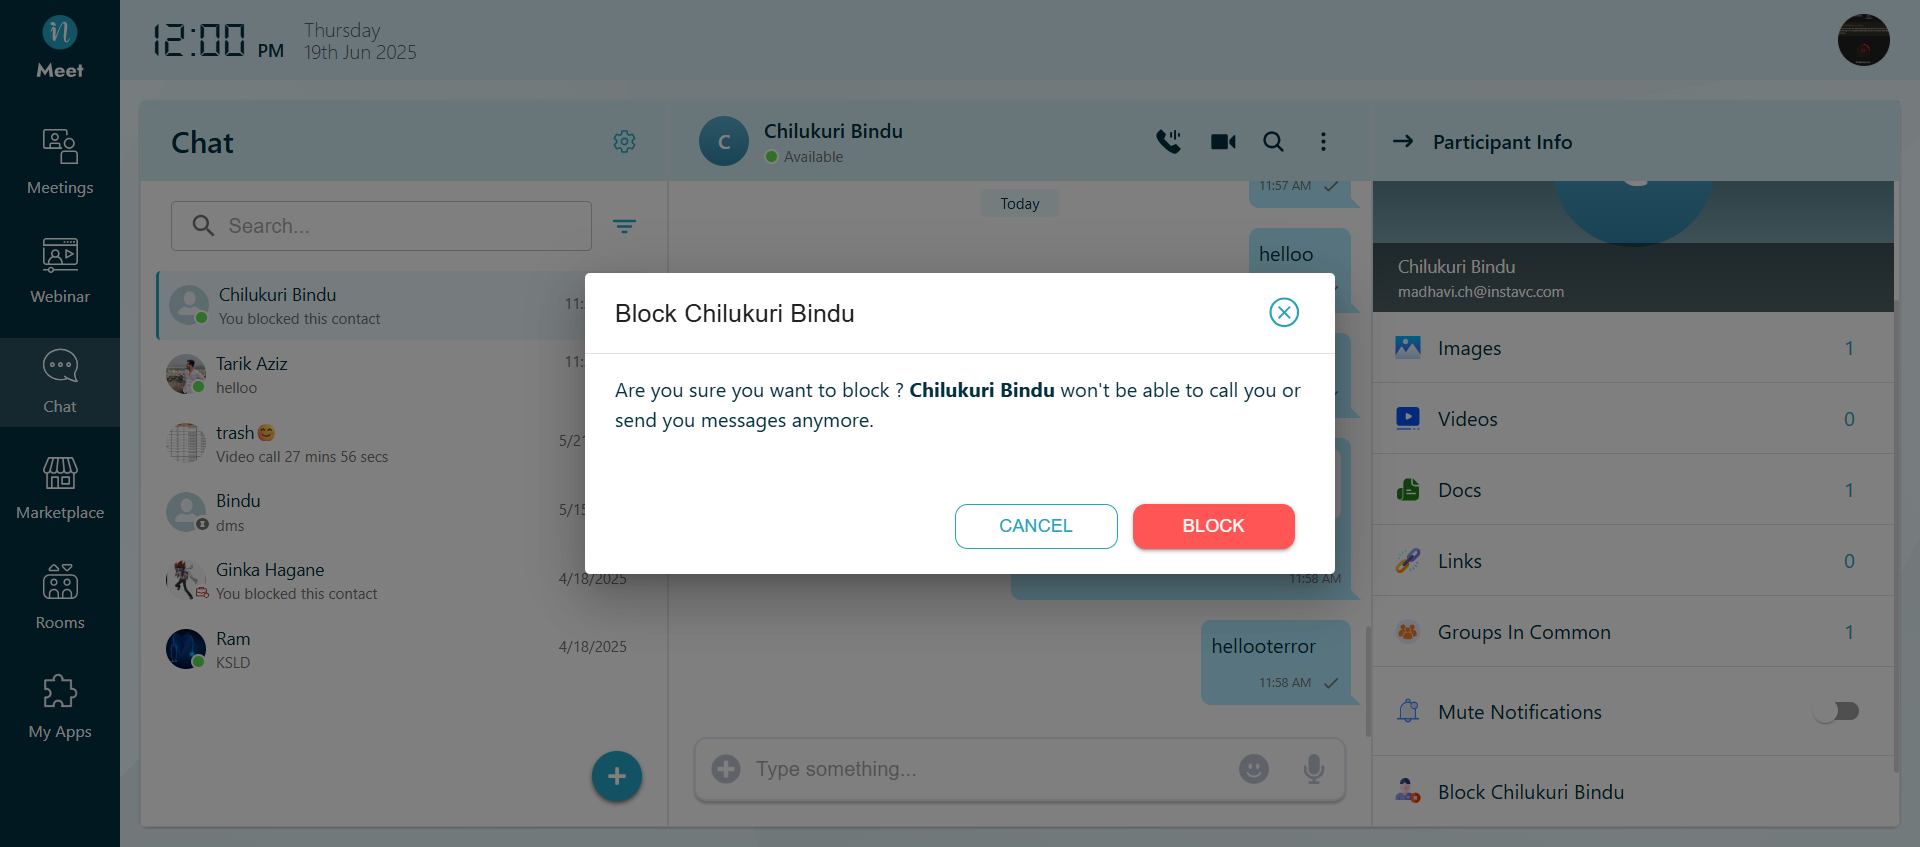 Meet
12:00 PM
Thursday
19th Jun 2025
Meetings
Webinar
Chat
Marketplace
Rooms
My Apps
Chat
Search...
Chilukuri Bindu
11:
You blocked this contact
Tarik Aziz
11:
helloo
trash😊
5/21
Video call 27 mins 56 secs
Bindu
5/15
dms
Ginka Hagane
4/18/2025
You blocked this contact
Ram
4/18/2025
KSLD
C
Chilukuri Bindu
Available
11:57 AM
Today
helloo
Block Chilukuri Bindu
Are you sure you want to block ? Chilukuri Bindu won't be able to call you or
send you messages anymore.
CANCEL
BLOCK
11:58 AM
hellooterror
11:58 AM
Type something...
Participant Info
Chilukuri Bindu
madhavi.ch@instavc.com
Images 1
Videos 0
Docs 1
Links 0
Groups In Common 1
Mute Notifications
Block Chilukuri Bindu